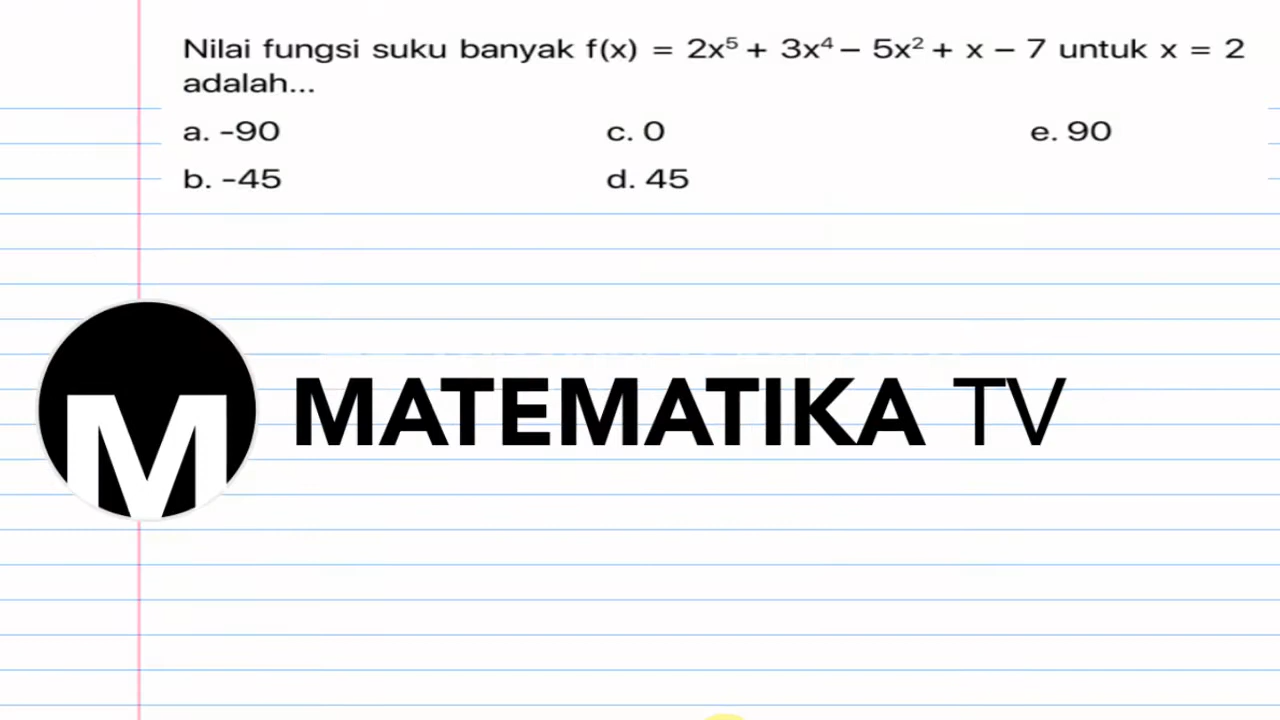 Nilai fungsi suku banyak f(x) = 2x⁵ + 3x⁴ – 5x² + x – 7 untuk x = 2
adalah...
a. -90 c. 0 e. 90
b. -45 d. 45
M MATEMATIKA TV